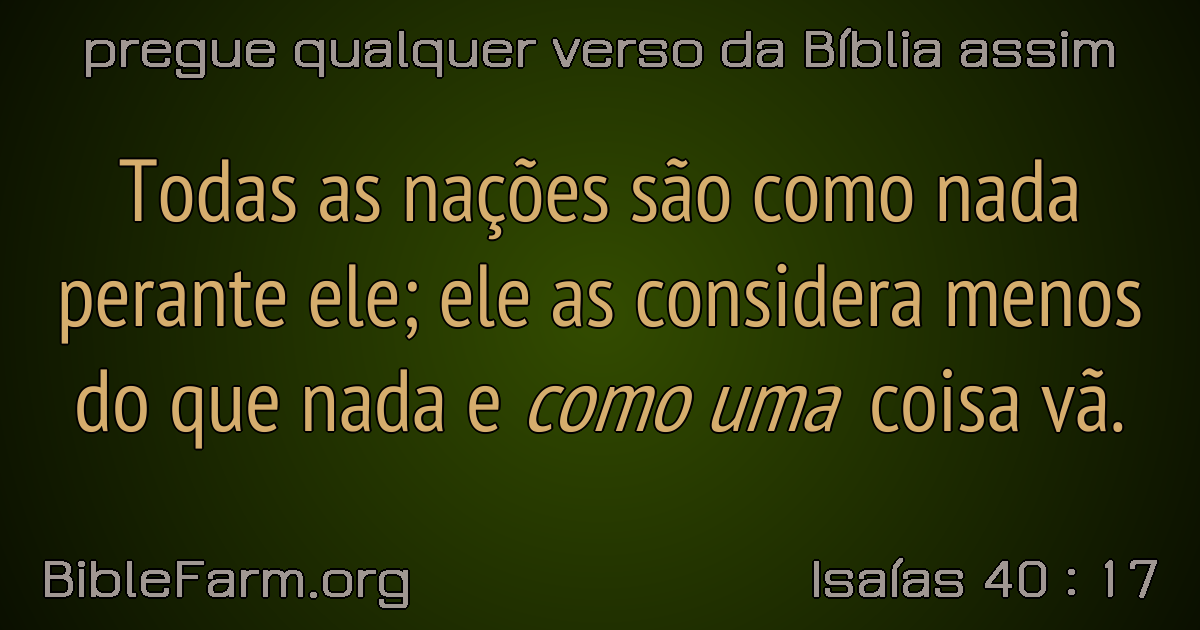 pregue qualquer verso da Bíblia assim
Todas as nações são como nada
perante ele; ele as considera menos
do que nada e como uma coisa vã.
BibleFarm.org
Isaías 40 : 17